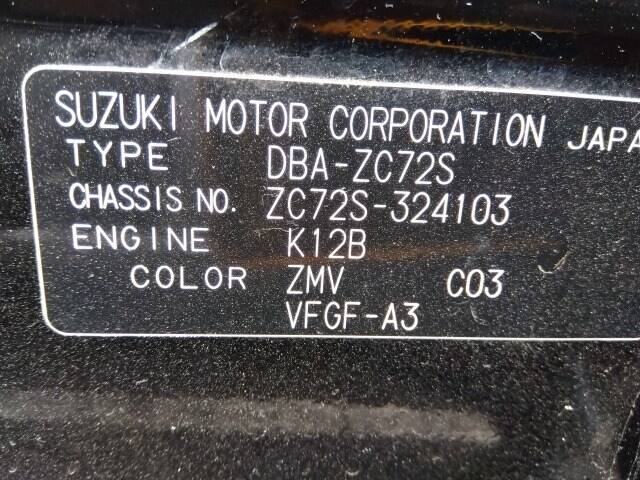 SUZUKI MOTOR CORPORATION JAPA
TYPE DBA-ZC72S
CHASSIS NO. ZC72S-324103
ENGINE K12B
COLOR ZMV C03
VFGF-A3